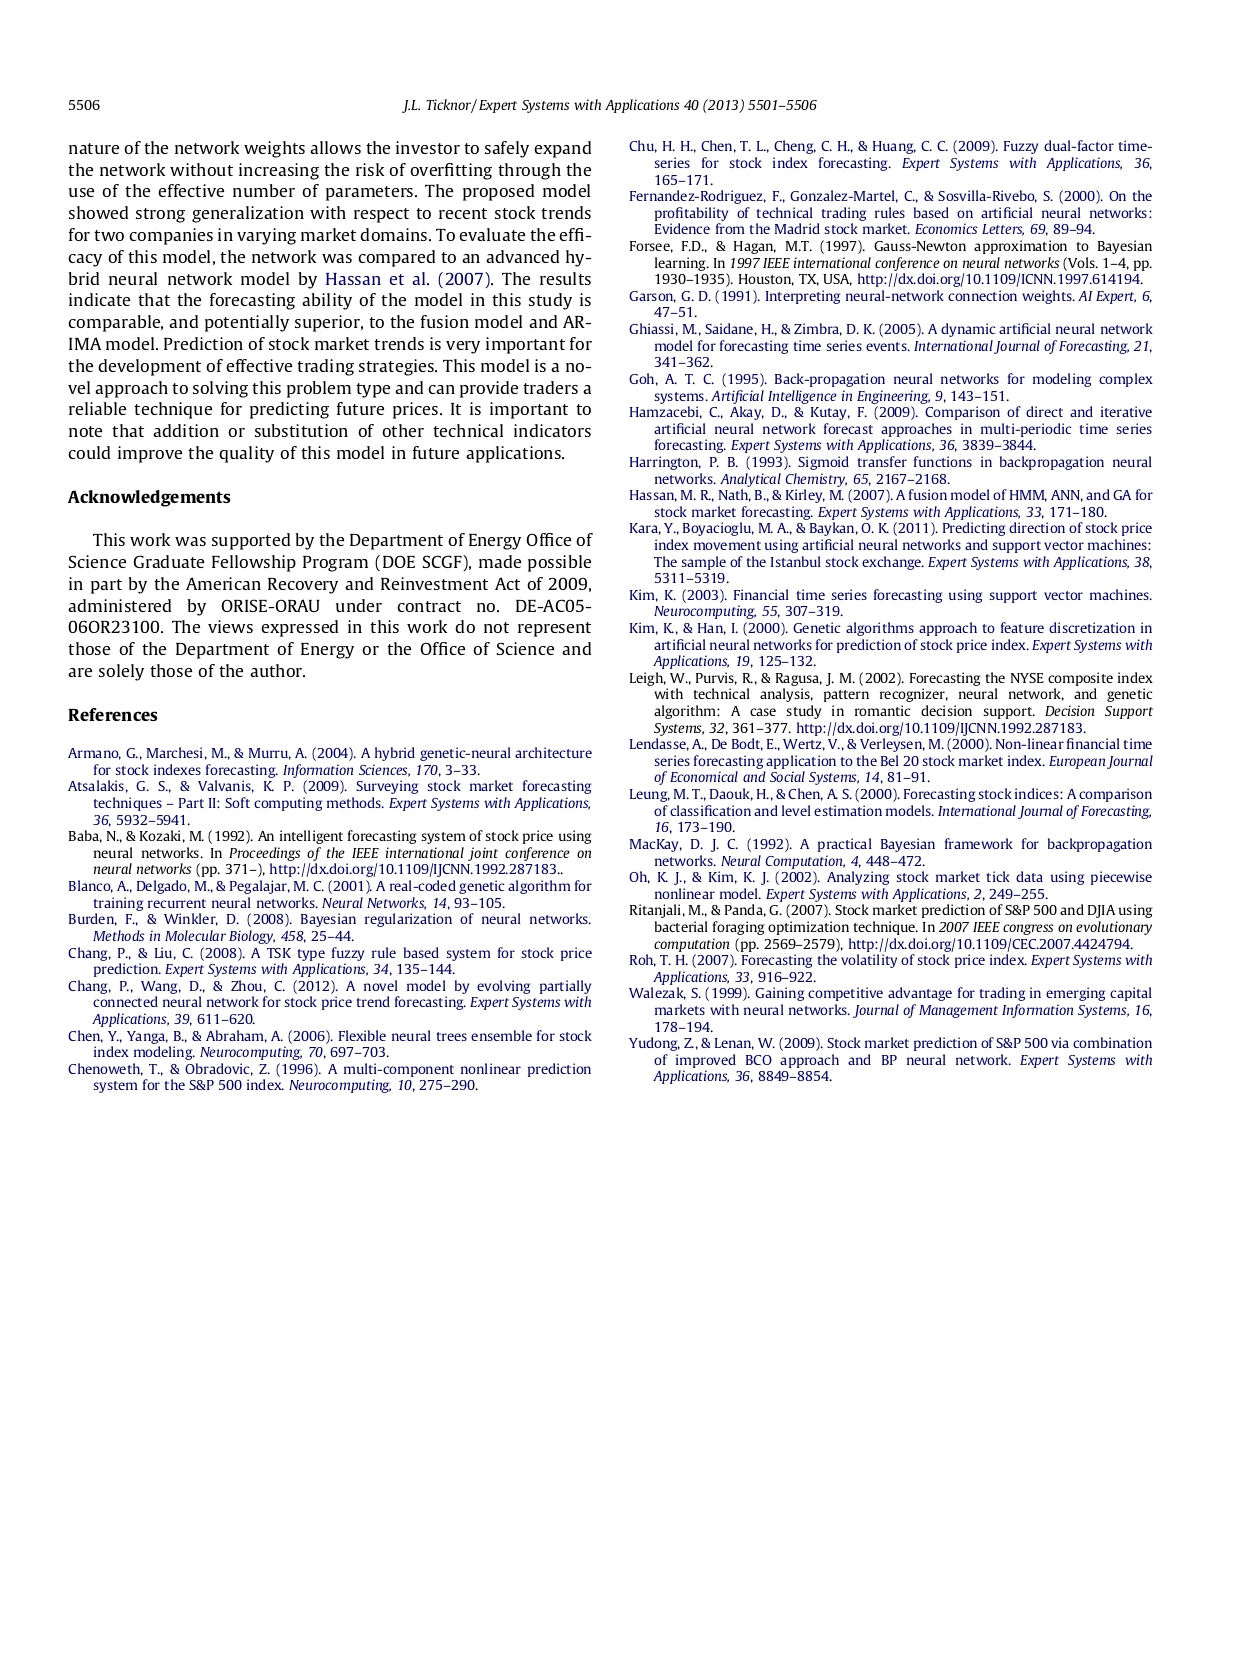 5506
J.L. Ticknor / Expert Systems with Applications 40 (2013) 5501–5506
nature of the network weights allows the investor to safely expand
the network without increasing the risk of overfitting through the
use of the effective number of parameters. The proposed model
showed strong generalization with respect to recent stock trends
for two companies in varying market domains. To evaluate the effi-
cacy of this model, the network was compared to an advanced hy-
brid neural network model by Hassan et al. (2007). The results
indicate that the forecasting ability of the model in this study is
comparable, and potentially superior, to the fusion model and AR-
IMA model. Prediction of stock market trends is very important for
the development of effective trading strategies. This model is a no-
vel approach to solving this problem type and can provide traders a
reliable technique for predicting future prices. It is important to
note that addition or substitution of other technical indicators
could improve the quality of this model in future applications.
Acknowledgements
This work was supported by the Department of Energy Office of
Science Graduate Fellowship Program (DOE SCGF), made possible
in part by the American Recovery and Reinvestment Act of 2009,
administered by ORISE-ORAU under contract no. DE-AC05-
06OR23100. The views expressed in this work do not represent
those of the Department of Energy or the Office of Science and
are solely those of the author.
References
Armano, G., Marchesi, M., & Murru, A. (2004). A hybrid genetic-neural architecture
for stock indexes forecasting. Information Sciences, 170, 3–33.
Atsalakis, G. S., & Valvanis, K. P. (2009). Surveying stock market forecasting
techniques – Part II: Soft computing methods. Expert Systems with Applications,
36, 5932–5941.
Baba, N., & Kozaki, M. (1992). An intelligent forecasting system of stock price using
neural networks. In Proceedings of the IEEE international joint conference on
neural networks (pp. 371–), http://dx.doi.org/10.1109/IJCNN.1992.287183..
Blanco, A., Delgado, M., & Pegalajar, M. C. (2001). A real-coded genetic algorithm for
training recurrent neural networks. Neural Networks, 14, 93–105.
Burden, F., & Winkler, D. (2008). Bayesian regularization of neural networks.
Methods in Molecular Biology, 458, 25–44.
Chang, P., & Liu, C. (2008). A TSK type fuzzy rule based system for stock price
prediction. Expert Systems with Applications, 34, 135–144.
Chang, P., Wang, D., & Zhou, C. (2012). A novel model by evolving partially
connected neural network for stock price trend forecasting. Expert Systems with
Applications, 39, 611–620.
Chen, Y., Yanga, B., & Abraham, A. (2006). Flexible neural trees ensemble for stock
index modeling. Neurocomputing, 70, 697–703.
Chenoweth, T., & Obradovic, Z. (1996). A multi-component nonlinear prediction
system for the S&P 500 index. Neurocomputing, 10, 275–290.
Chu, H. H., Chen, T. L., Cheng, C. H., & Huang, C. C. (2009). Fuzzy dual-factor time-
series for stock index forecasting. Expert Systems with Applications, 36,
165–171.
Fernandez-Rodriguez, F., Gonzalez-Martel, C., & Sosvilla-Rivebo, S. (2000). On the
profitability of technical trading rules based on artificial neural networks:
Evidence from the Madrid stock market. Economics Letters, 69, 89–94.
Forsee, F.D., & Hagan, M.T. (1997). Gauss-Newton approximation to Bayesian
learning. In 1997 IEEE international conference on neural networks (Vols. 1–4, pp.
1930–1935). Houston, TX, USA, http://dx.doi.org/10.1109/ICNN.1997.614194.
Garson, G. D. (1991). Interpreting neural-network connection weights. AI Expert, 6,
47–51.
Ghiassi, M., Saidane, H., & Zimbra, D. K. (2005). A dynamic artificial neural network
model for forecasting time series events. International Journal of Forecasting, 21,
341–362.
Goh, A. T. C. (1995). Back-propagation neural networks for modeling complex
systems. Artificial Intelligence in Engineering, 9, 143–151.
Hamzacebi, C., Akay, D., & Kutay, F. (2009). Comparison of direct and iterative
artificial neural network forecast approaches in multi-periodic time series
forecasting. Expert Systems with Applications, 36, 3839–3844.
Harrington, P. B. (1993). Sigmoid transfer functions in backpropagation neural
networks. Analytical Chemistry, 65, 2167–2168.
Hassan, M. R., Nath, B., & Kirley, M. (2007). A fusion model of HMM, ANN, and GA for
stock market forecasting. Expert Systems with Applications, 33, 171–180.
Kara, Y., Boyacioglu, M. A., & Baykan, O. K. (2011). Predicting direction of stock price
index movement using artificial neural networks and support vector machines:
The sample of the Istanbul stock exchange. Expert Systems with Applications, 38,
5311–5319.
Kim, K. (2003). Financial time series forecasting using support vector machines.
Neurocomputing, 55, 307–319.
Kim, K., & Han, I. (2000). Genetic algorithms approach to feature discretization in
artificial neural networks for prediction of stock price index. Expert Systems with
Applications, 19, 125–132.
Leigh, W., Purvis, R., & Ragusa, J. M. (2002). Forecasting the NYSE composite index
with technical analysis, pattern recognizer, neural network, and genetic
algorithm: A case study in romantic decision support. Decision Support
Systems, 32, 361–377. http://dx.doi.org/10.1109/IJCNN.1992.287183.
Lendasse, A., De Bodt, E., Wertz, V., & Verleysen, M. (2000). Non-linear financial time
series forecasting application to the Bel 20 stock market index. European Journal
of Economical and Social Systems, 14, 81–91.
Leung, M. T., Daouk, H., & Chen, A. S. (2000). Forecasting stock indices: A comparison
of classification and level estimation models. International Journal of Forecasting,
16, 173–190.
MacKay, D. J. C. (1992). A practical Bayesian framework for backpropagation
networks. Neural Computation, 4, 448–472.
Oh, K. J., & Kim, K. J. (2002). Analyzing stock market tick data using piecewise
nonlinear model. Expert Systems with Applications, 2, 249–255.
Ritanjali, M., & Panda, G. (2007). Stock market prediction of S&P 500 and DJIA using
bacterial foraging optimization technique. In 2007 IEEE congress on evolutionary
computation (pp. 2569–2579), http://dx.doi.org/10.1109/CEC.2007.4424794.
Roh, T. H. (2007). Forecasting the volatility of stock price index. Expert Systems with
Applications, 33, 916–922.
Walezak, S. (1999). Gaining competitive advantage for trading in emerging capital
markets with neural networks. Journal of Management Information Systems, 16,
178–194.
Yudong, Z., & Lenan, W. (2009). Stock market prediction of S&P 500 via combination
of improved BCO approach and BP neural network. Expert Systems with
Applications, 36, 8849–8854.